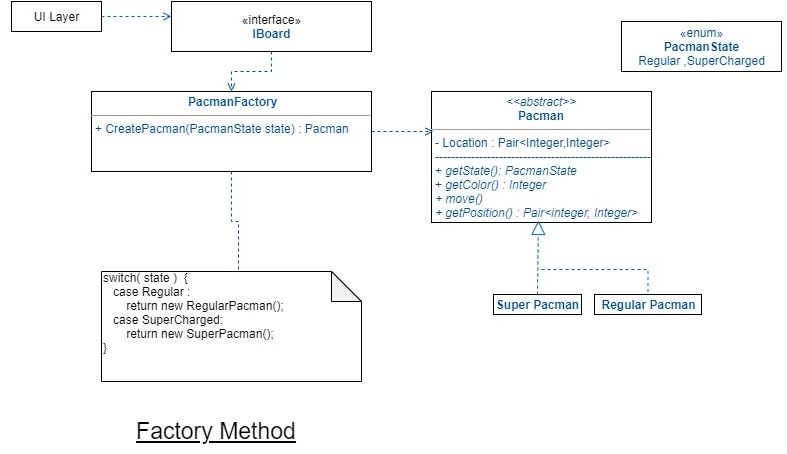 UI Layer
«interface»
IBoard
«enum»
PacmanState
Regular ,SuperCharged
PacmanFactory
+ CreatePacman(PacmanState state) : Pacman
<<abstract>>
Pacman
- Location : Pair<Integer,Integer>
+ getState(): PacmanState
+ getColor() : Integer
+ move()
+ getPosition() : Pair<integer, Integer>
switch( state ) {
case Regular :
return new RegularPacman();
case SuperCharged:
return new SuperPacman();
}
Super Pacman
Regular Pacman
Factory Method